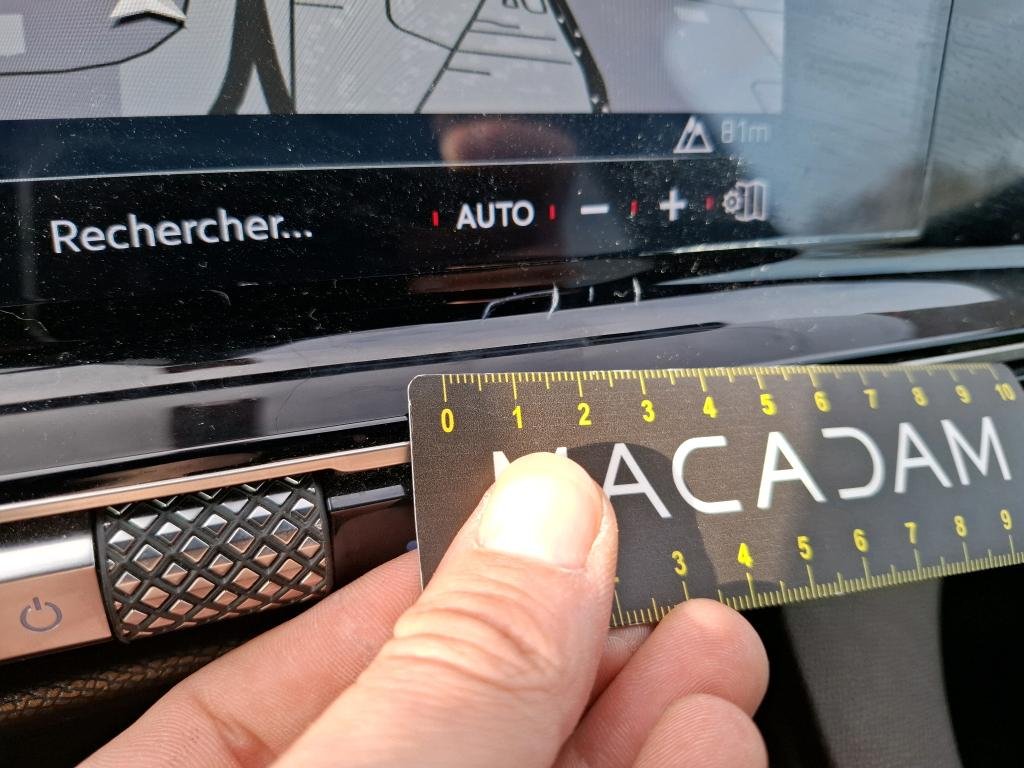 81m
Rechercher... AUTO − +
0 1 2 3 4 5 6 7 8 9 10
MACADAM
3 4 5 6 7 8 9